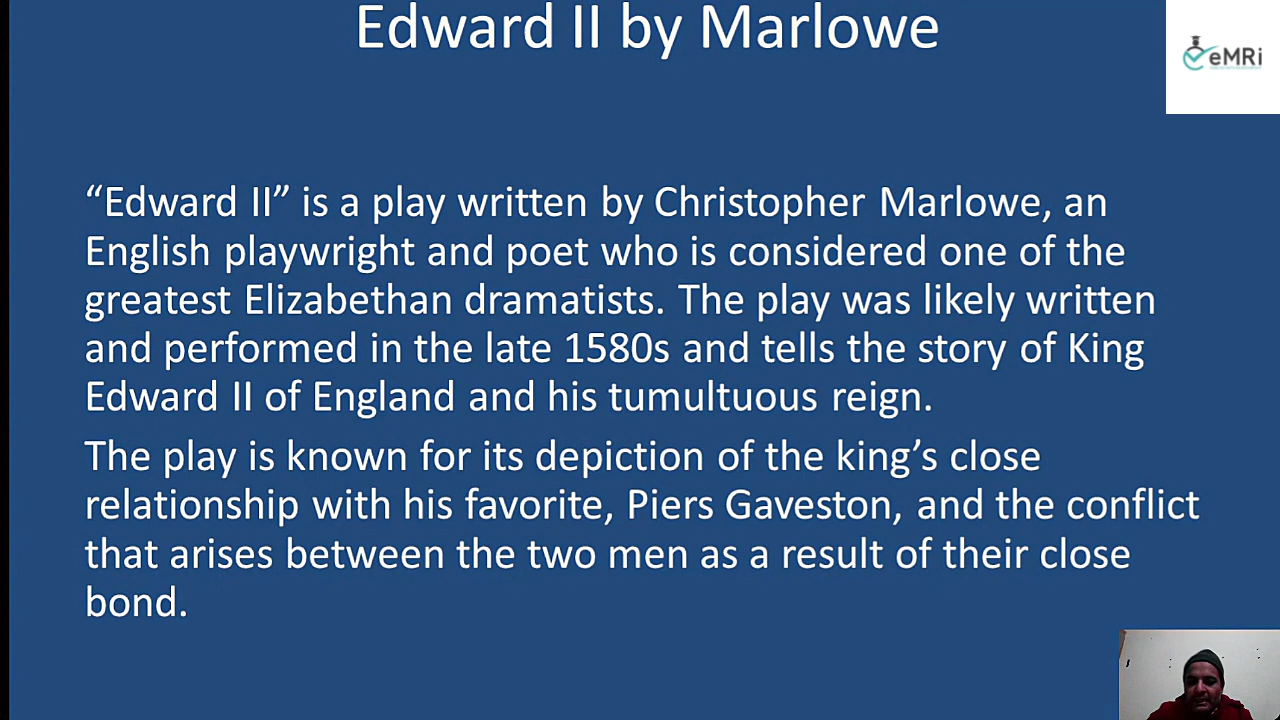 Edward II by Marlowe
eMRi
“Edward II” is a play written by Christopher Marlowe, an
English playwright and poet who is considered one of the
greatest Elizabethan dramatists. The play was likely written
and performed in the late 1580s and tells the story of King
Edward II of England and his tumultuous reign.
The play is known for its depiction of the king’s close
relationship with his favorite, Piers Gaveston, and the conflict
that arises between the two men as a result of their close
bond.